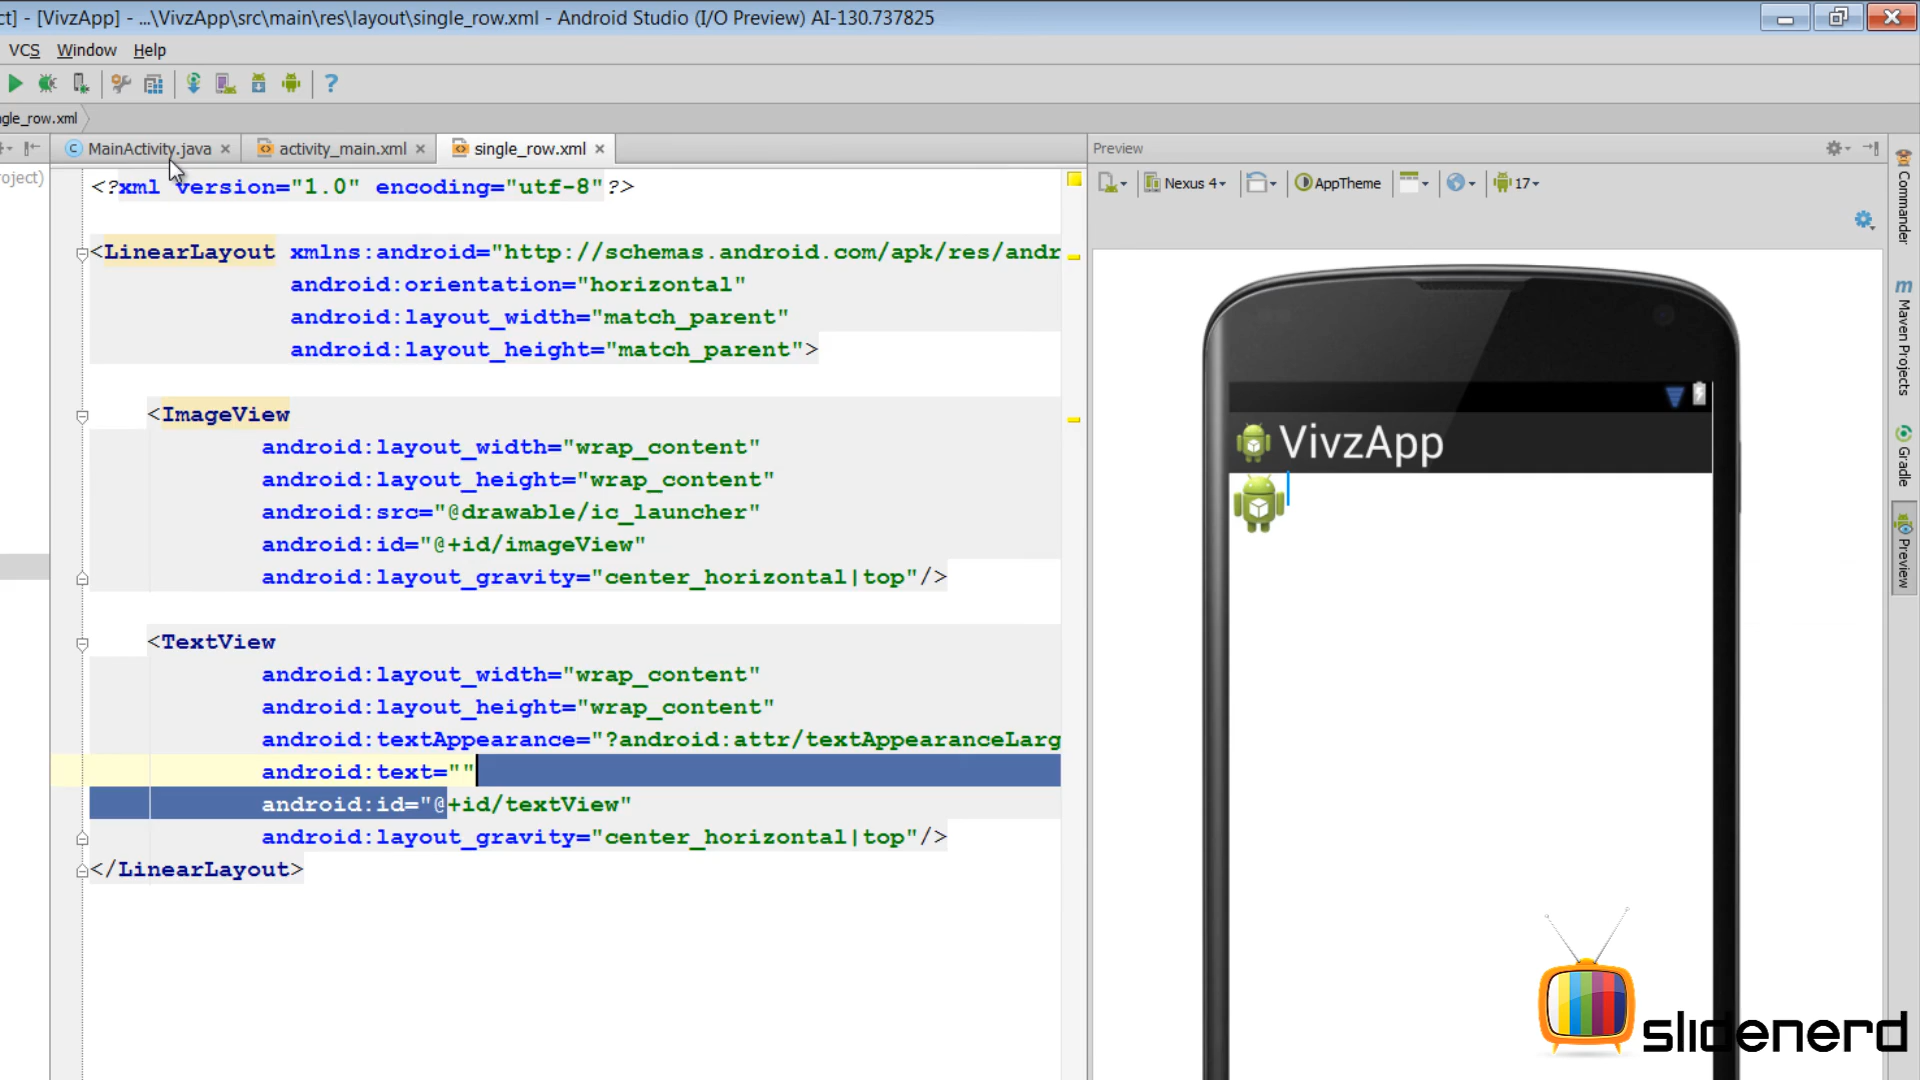 ct] - [VivzApp] - ...\VivzApp\src\main\res\layout\single_row.xml - Android Studio (I/O Preview) AI-130.737825
VCS Window Help
ngle_row.xml
MainActivity.java activity_main.xml single_row.xml
Preview
roject)
Nexus 4 AppTheme 17
<?xml version="1.0" encoding="utf-8"?>
<LinearLayout xmlns:android="http://schemas.android.com/apk/res/andr
android:orientation="horizontal"
android:layout_width="match_parent"
android:layout_height="match_parent">
<ImageView
android:layout_width="wrap_content"
android:layout_height="wrap_content"
android:src="@drawable/ic_launcher"
android:id="@+id/imageView"
android:layout_gravity="center_horizontal|top"/>
<TextView
android:layout_width="wrap_content"
android:layout_height="wrap_content"
android:textAppearance="?android:attr/textAppearanceLarg
android:text=""
android:id="@+id/textView"
android:layout_gravity="center_horizontal|top"/>
</LinearLayout>
VivzApp
Commander
Maven Projects
Gradle
Preview
slidenerd